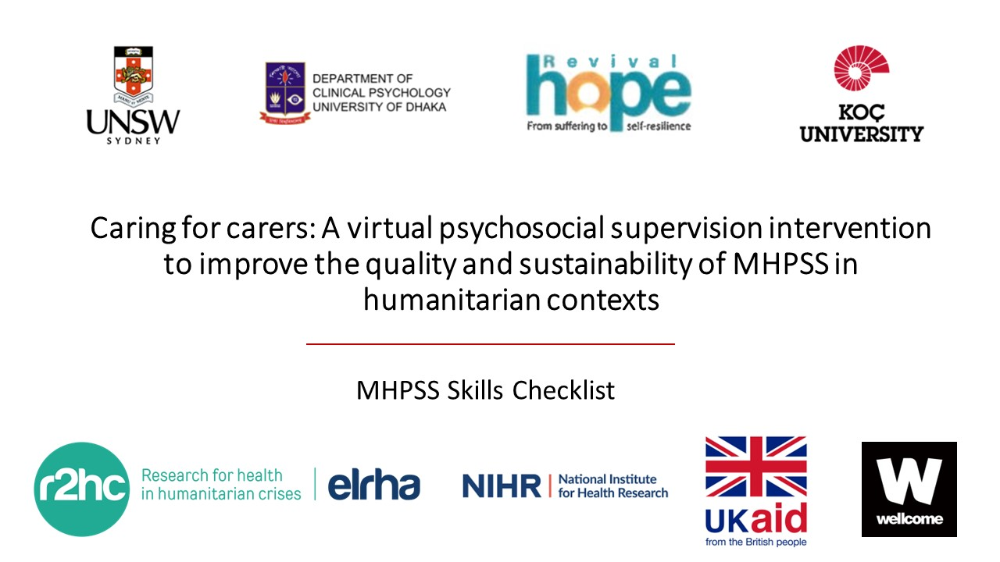 UNSW
SYDNEY
DEPARTMENT OF
CLINICAL PSYCHOLOGY
UNIVERSITY OF DHAKA
Revival
hope
From suffering to self-resilience
KOÇ
UNIVERSITY
Caring for carers: A virtual psychosocial supervision intervention
to improve the quality and sustainability of MHPSS in
humanitarian contexts
MHPSS Skills Checklist
r2hc
Research for health
in humanitarian crises
elrha
NIHR
National Institute
for Health Research
UKaid
from the British people
W
wellcome